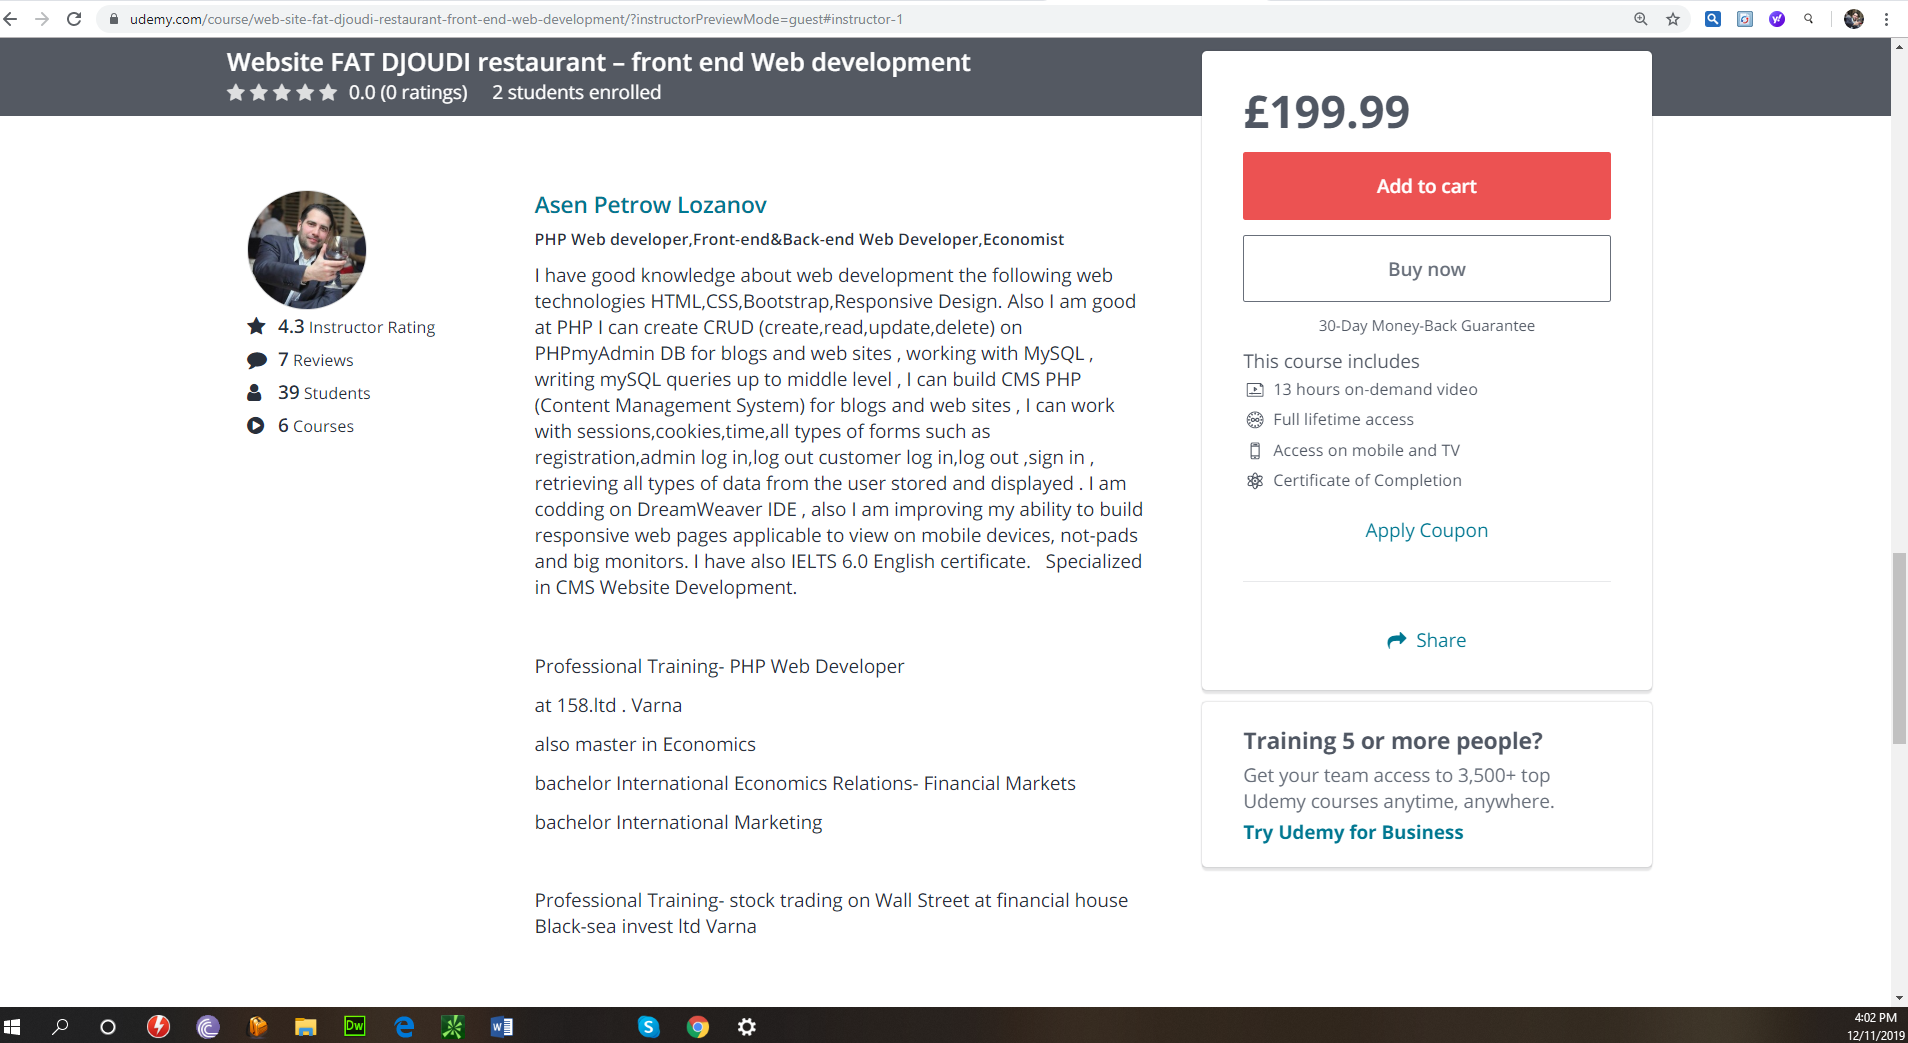 udemy.com/course/web-site-fat-djoudi-restaurant-front-end-web-development/?instructorPreviewMode=guest#instructor-1
Website FAT DJOUDI restaurant – front end Web development
0.0 (0 ratings) 2 students enrolled
Asen Petrow Lozanov
PHP Web developer,Front-end&Back-end Web Developer,Economist
4.3 Instructor Rating
7 Reviews
39 Students
6 Courses
I have good knowledge about web development the following web
technologies HTML,CSS,Bootstrap,Responsive Design. Also I am good
at PHP I can create CRUD (create,read,update,delete) on
PHPmyAdmin DB for blogs and web sites , working with MySQL ,
writing mySQL queries up to middle level , I can build CMS PHP
(Content Management System) for blogs and web sites , I can work
with sessions,cookies,time,all types of forms such as
registration,admin log in,log out customer log in,log out ,sign in ,
retrieving all types of data from the user stored and displayed . I am
codding on DreamWeaver IDE , also I am improving my ability to build
responsive web pages applicable to view on mobile devices, not-pads
and big monitors. I have also IELTS 6.0 English certificate.   Specialized
in CMS Website Development.
Professional Training- PHP Web Developer
at 158.ltd . Varna
also master in Economics
bachelor International Economics Relations- Financial Markets
bachelor International Marketing
Professional Training- stock trading on Wall Street at financial house
Black-sea invest ltd Varna
£199.99
Add to cart
Buy now
30-Day Money-Back Guarantee
This course includes
13 hours on-demand video
Full lifetime access
Access on mobile and TV
Certificate of Completion
Apply Coupon
Share
Training 5 or more people?
Get your team access to 3,500+ top
Udemy courses anytime, anywhere.
Try Udemy for Business
Dw
4:02 PM
12/11/2019